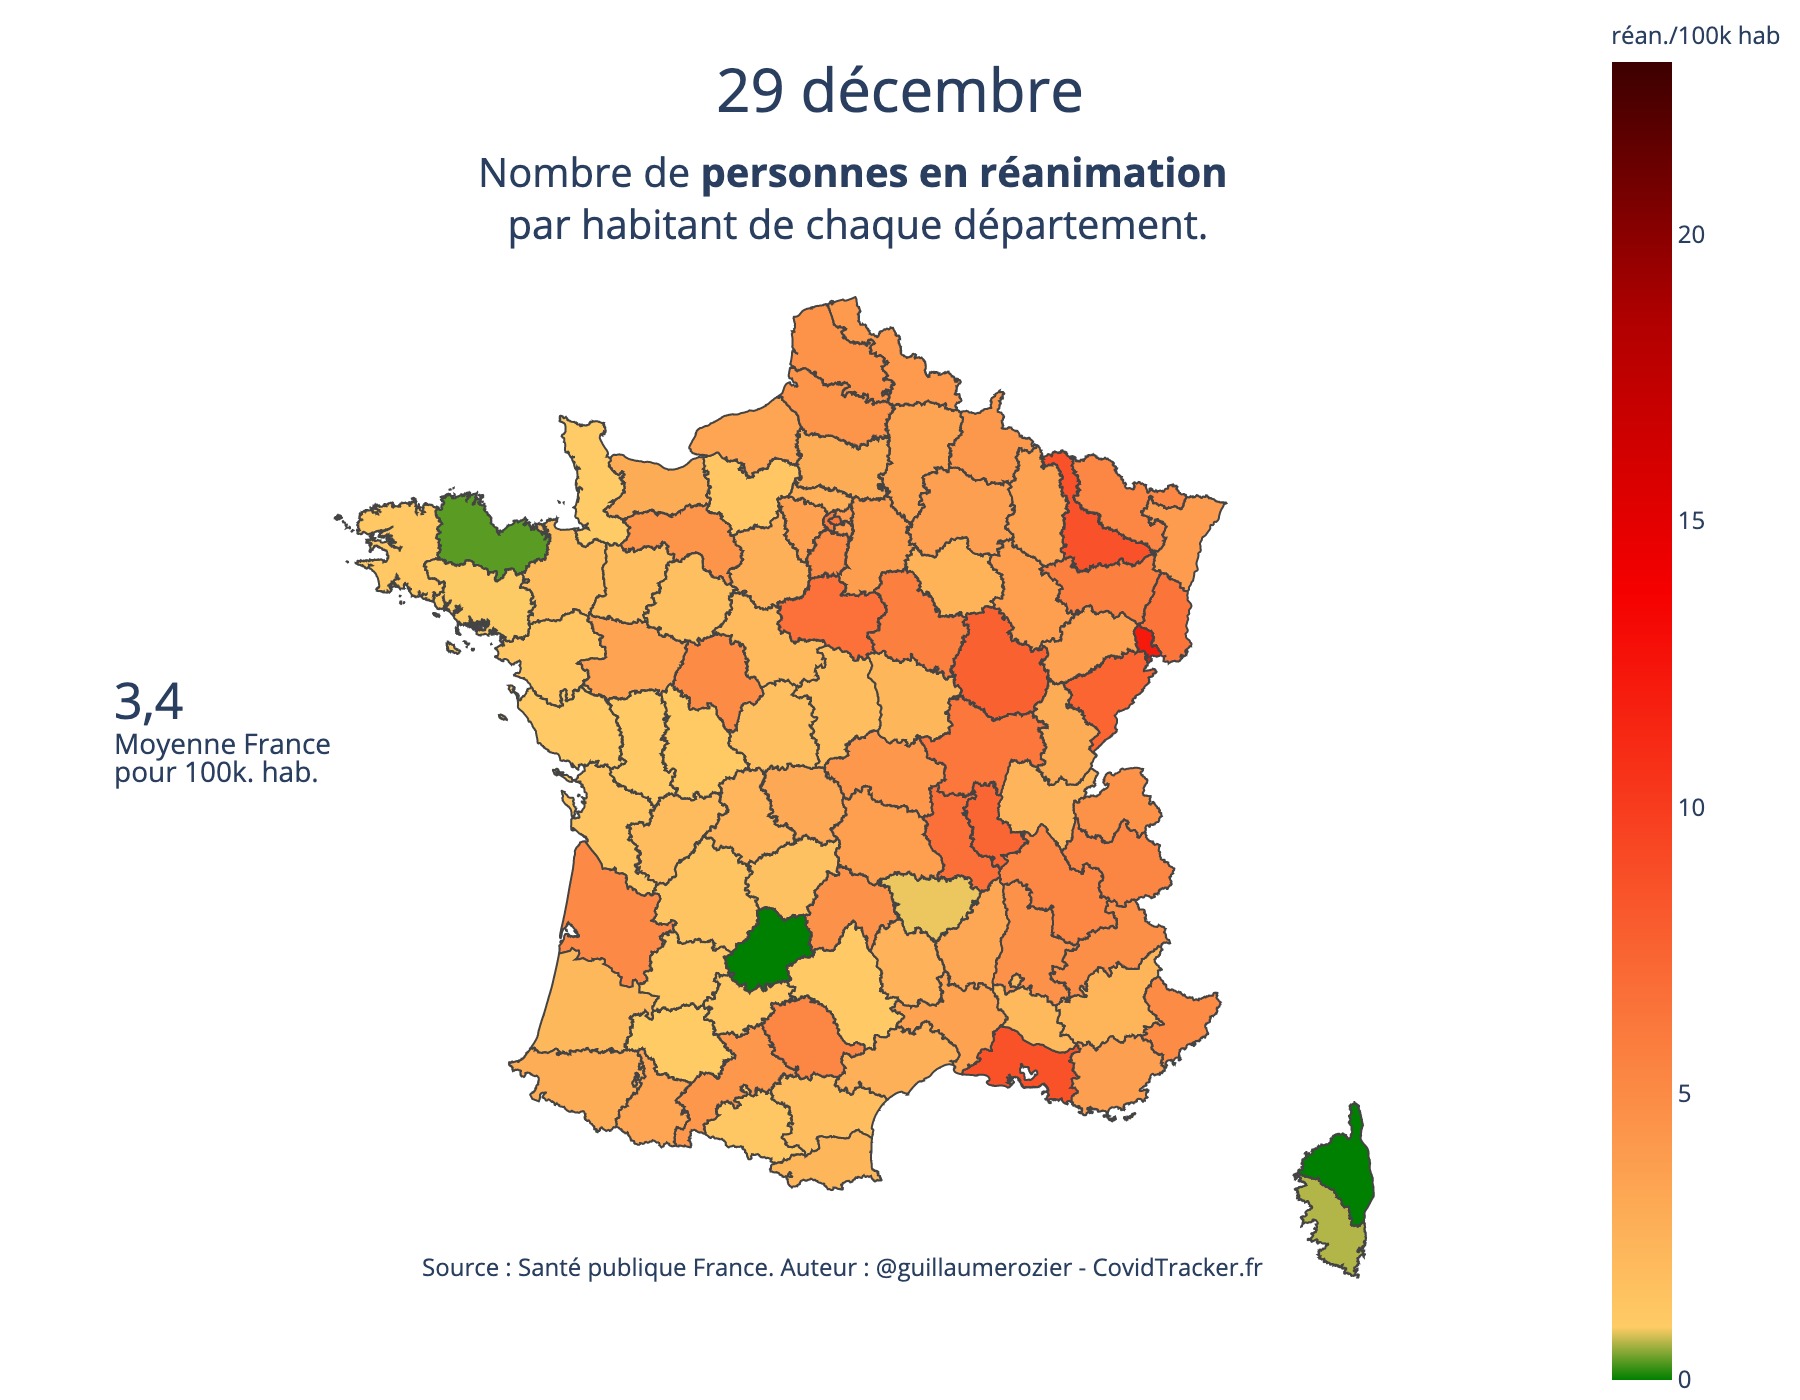 réan./100k hab
29 décembre
Nombre de personnes en réanimation
par habitant de chaque département.
20
15
3,4
Moyenne France
pour 100k. hab.
10
5
Source : Santé publique France. Auteur : @guillaumerozier - CovidTracker.fr
0